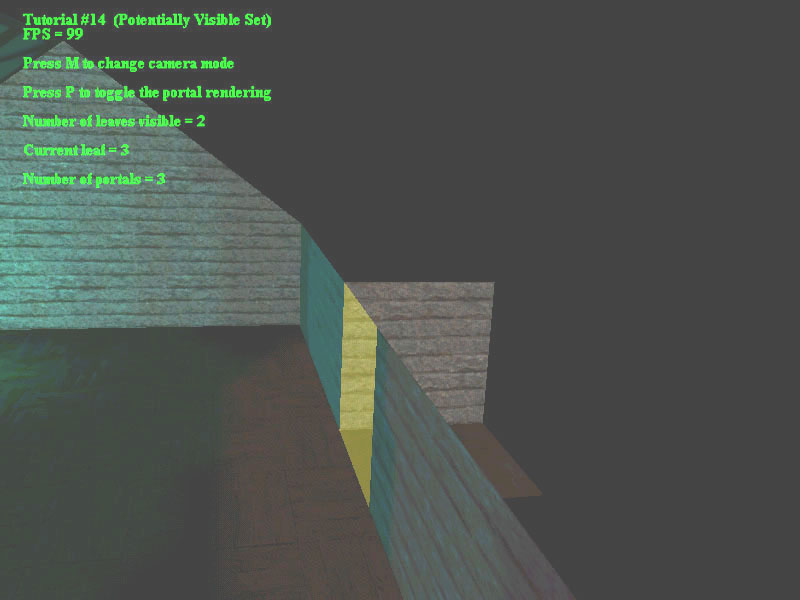 Tutorial #14 (Potentially Visible Set)
FPS = 99
Press M to change camera mode
Press P to toggle the portal rendering
Number of leaves visible = 2
Current leaf = 3
Number of portals = 3